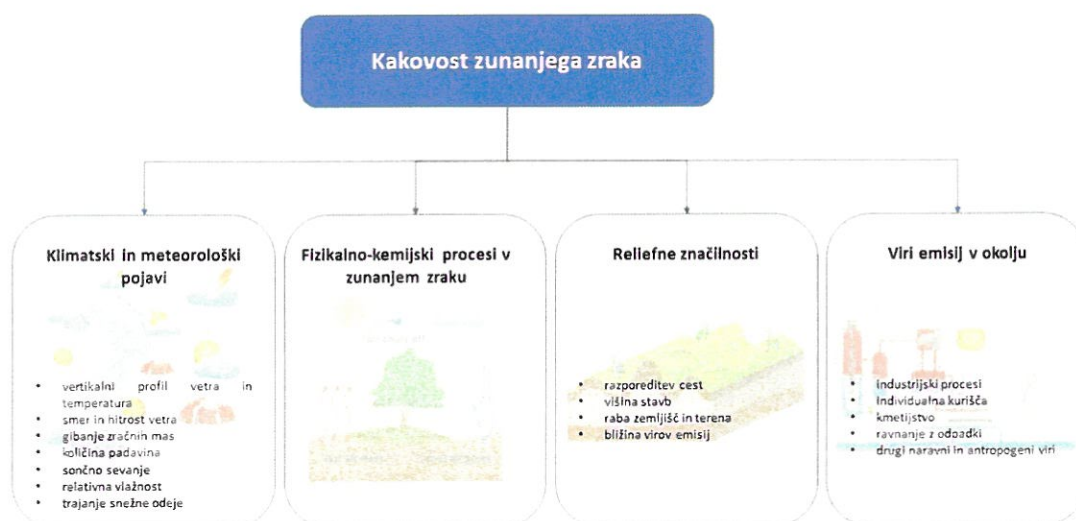 Kakovost zunanjega zraka
Klimatski in meteorološki
pojavi
• vertikalni profil vetra in
temperatura
• smer in hitrost vetra
• gibanje zračnih mas
• količina padavina
• sončno sevanje
• relativna vlažnost
• trajanje snežne odeje
Fizikalno-kemijski procesi v
zunanjem zraku
Reliefne značilnosti
• razporeditev cest
• višina stavb
• raba zemljišč in terena
• bližina virov emisij
Viri emisij v okolju
• industrijski procesi
• individualna kurišča
• kmetijstvo
• ravnanje z odpadki
• drugi naravni in antropogeni viri